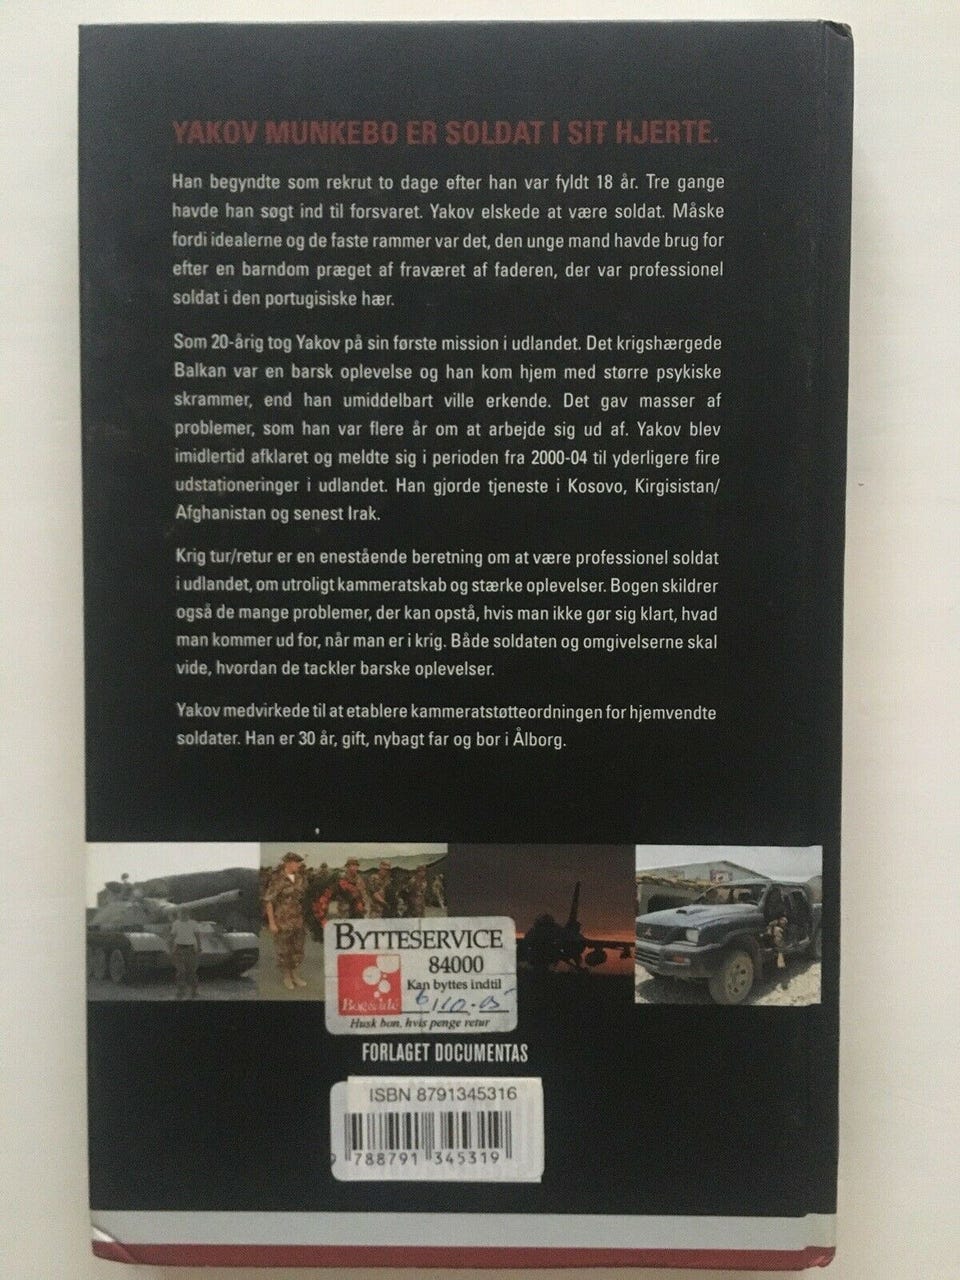 YAKOV MUNKEBO ER SOLDAT I SIT HJERTE.
Han begyndte som rekrut to dage efter han var fyldt 18 år. Tre gange
havde han søgt ind til forsvaret. Yakov elskede at være soldat. Måske
fordi idealerne og de faste rammer var det, den unge mand havde brug for
efter en barndom præget af fraværet af faderen, der var professionel
soldat i den portugisiske hær.
Som 20-årig tog Yakov på sin første mission i udlandet. Det krigshærgede
Balkan var en barsk oplevelse og han kom hjem med større psykiske
skrammer, end han umiddelbart ville erkende. Det gav masser af
problemer, som han var flere år om at arbejde sig ud af. Yakov blev
imidlertid afklaret og meldte sig i perioden fra 2000-04 til yderligere fire
udstationeringer i udlandet. Han gjorde tjeneste i Kosovo, Kirgisistan/
Afghanistan og senest Irak.
Krig tur/retur er en enestående beretning om at være professionel soldat
i udlandet, om utroligt kammeratskab og stærke oplevelser. Bogen skildrer
også de mange problemer, der kan opstå, hvis man ikke gør sig klart, hvad
man kommer ud for, når man er i krig. Både soldaten og omgivelserne skal
vide, hvordan de tackler barske oplevelser.
Yakov medvirkede til at etablere kammeratstøtteordningen for hjemvendte
soldater. Han er 30 år, gift, nybagt far og bor i Ålborg.
BYTTESERVICE
84000
Kan byttes indtil
Bog&idé
Husk bon, hvis penge retur
FORLAGET DOCUMENTAS
ISBN 8791345316
9 788791 345319